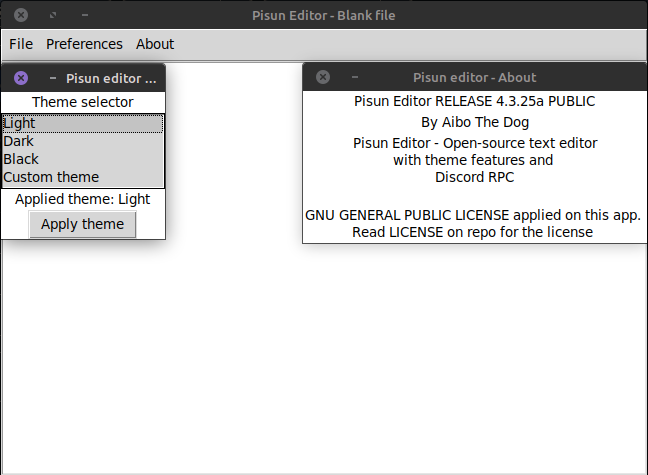 Pisun Editor - Blank file
File Preferences About
Pisun editor ...
Theme selector
Light
Dark
Black
Custom theme
Applied theme: Light
Apply theme
Pisun editor - About
Pisun Editor RELEASE 4.3.25a PUBLIC
By Aibo The Dog
Pisun Editor - Open-source text editor
with theme features and
Discord RPC
GNU GENERAL PUBLIC LICENSE applied on this app.
Read LICENSE on repo for the license